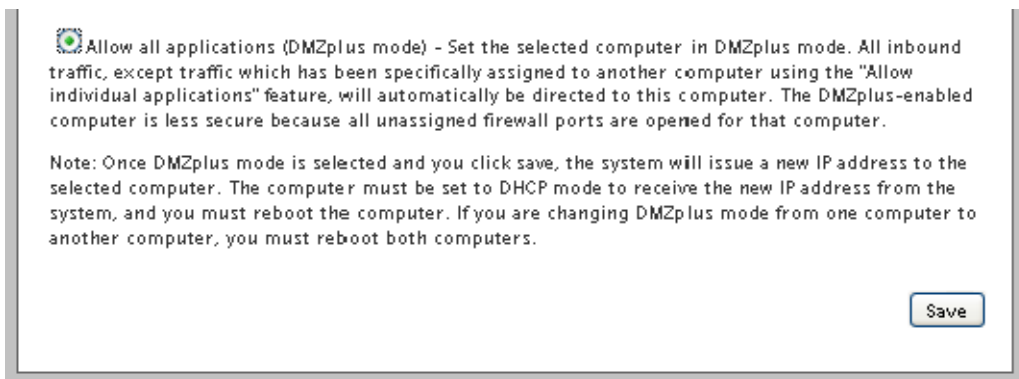 Allow all applications (DMZplus mode) - Set the selected computer in DMZplus mode. All inbound
traffic, except traffic which has been specifically assigned to another computer using the "Allow
individual applications" feature, will automatically be directed to this computer. The DMZplus-enabled
computer is less secure because all unassigned firewall ports are opened for that computer.
Note: Once DMZplus mode is selected and you click save, the system will issue a new IP address to the
selected computer. The computer must be set to DHCP mode to receive the new IP address from the
system, and you must reboot the computer. If you are changing DMZplus mode from one computer to
another computer, you must reboot both computers.
Save